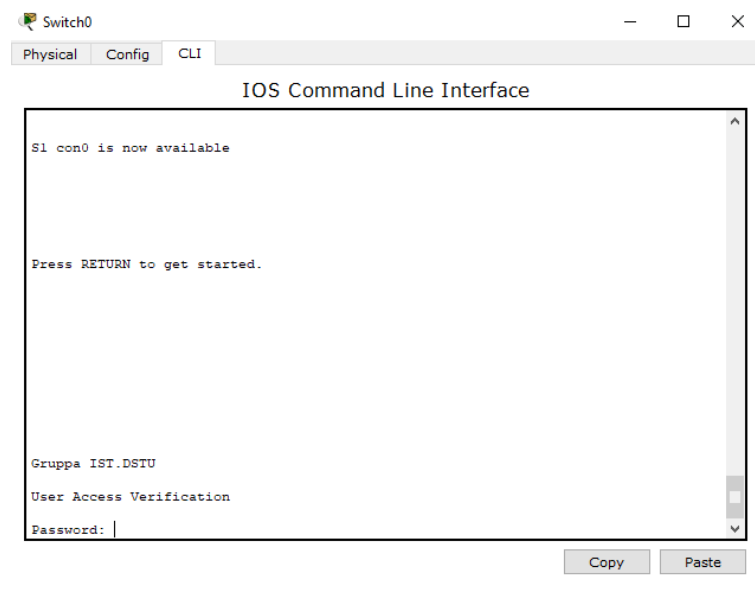 Switch0
Physical Config CLI
IOS Command Line Interface
S1 con0 is now available
Press RETURN to get started.
Gruppa IST.DSTU
User Access Verification
Password:
Copy Paste